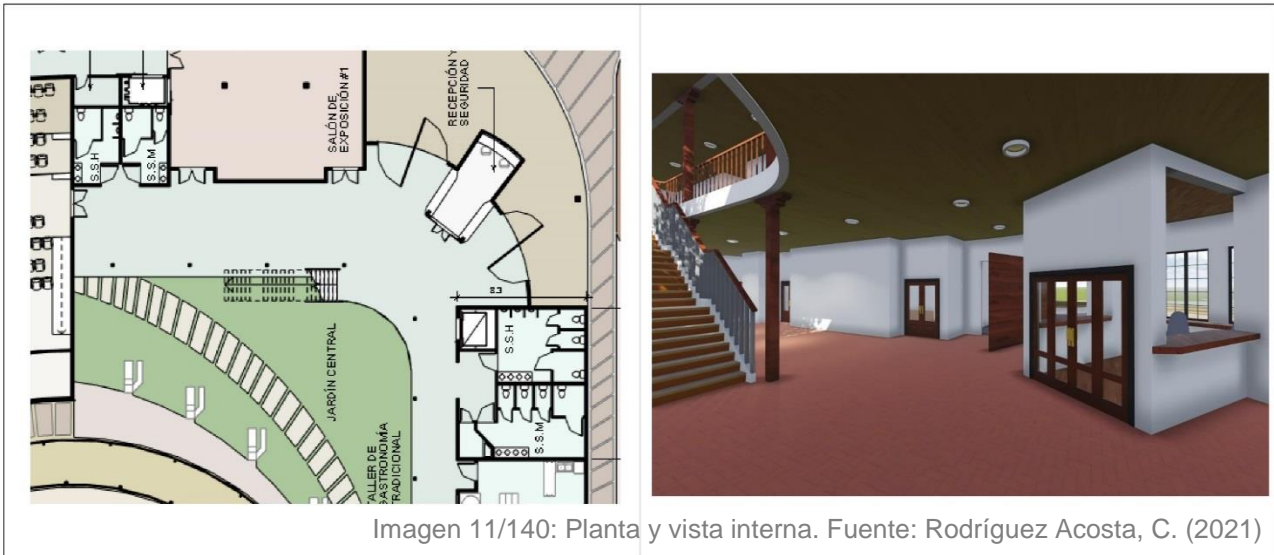 SALÓN DE
EXPOSICIÓN #1
RECEPCIÓN Y
SEGURIDAD
S.S.H
S.S.M
8.3
JARDÍN CENTRAL
S.S.H
S.S.M
TALLER DE
GASTRONOMÍA
TRADICIONAL
Imagen 11/140: Planta y vista interna. Fuente: Rodríguez Acosta, C. (2021)